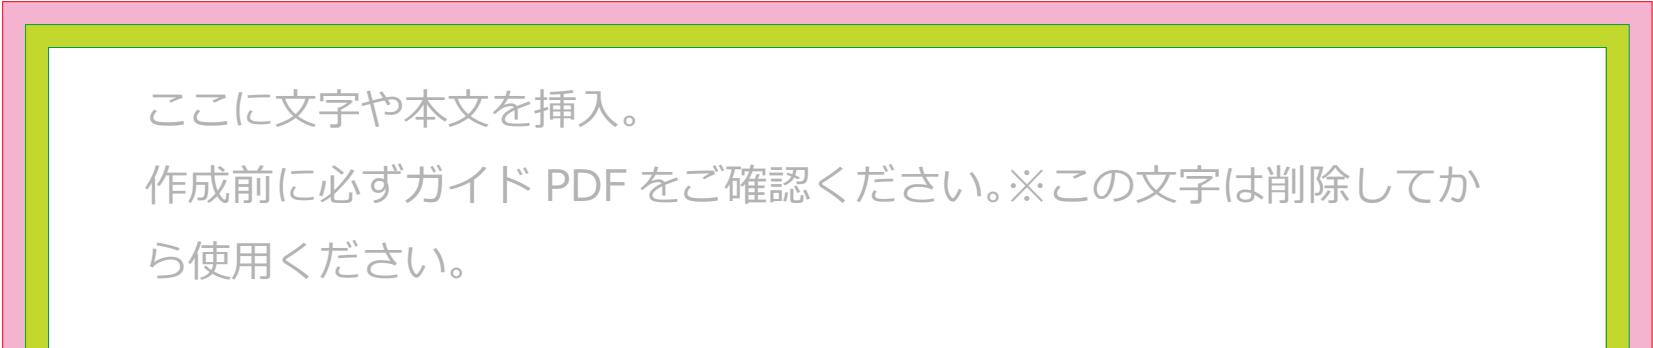 ここに文字や本文を挿入。
作成前に必ずガイド PDF をご確認ください。※この文字は削除してか
ら使用ください。